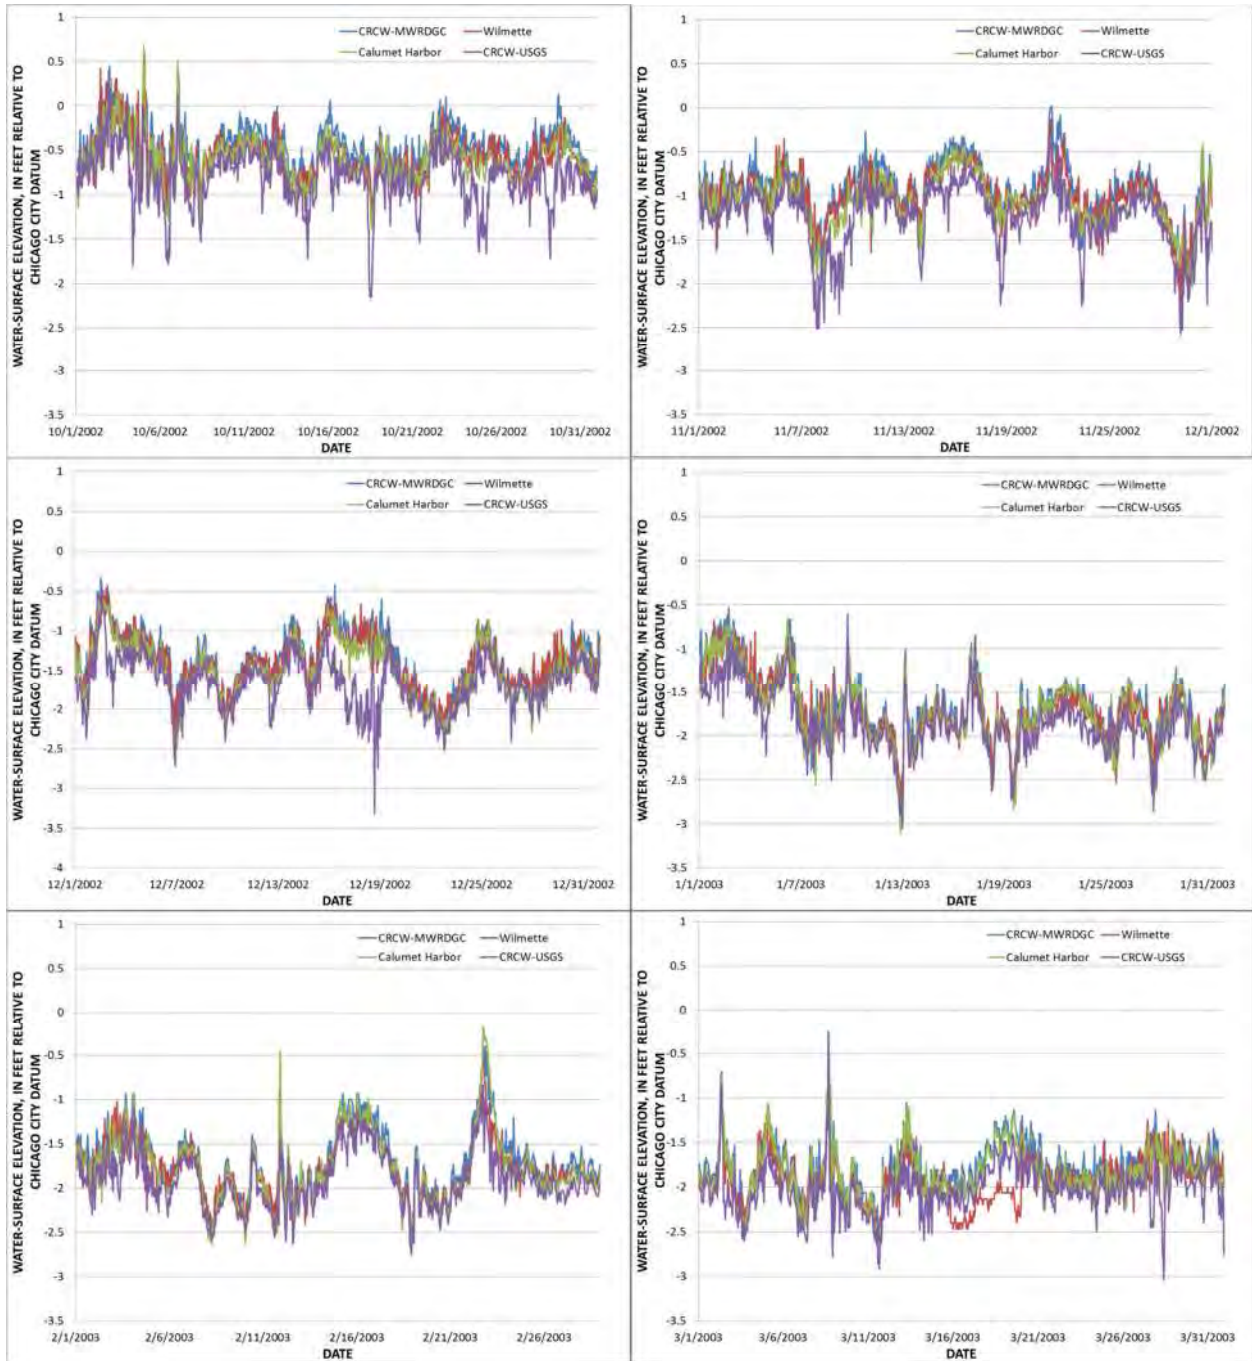 WATER-SURFACE ELEVATION, IN FEET RELATIVE TO
CHICAGO CITY DATUM
1
0.5
0
-0.5
-1
-1.5
-2
-2.5
-3
-3.5
CRCW-MWRDGC
Wilmette
Calumet Harbor
CRCW-USGS
10/1/2002
10/6/2002
10/11/2002
10/16/2002
10/21/2002
10/26/2002
10/31/2002
DATE
WATER-SURFACE ELEVATION, IN FEET RELATIVE TO
CHICAGO CITY DATUM
1
0.5
0
-0.5
-1
-1.5
-2
-2.5
-3
-3.5
CRCW-MWRDGC
Wilmette
Calumet Harbor
CRCW-USGS
11/1/2002
11/7/2002
11/13/2002
11/19/2002
11/25/2002
12/1/2002
DATE
WATER-SURFACE ELEVATION, IN FEET RELATIVE TO
CHICAGO CITY DATUM
1
0.5
0
-0.5
-1
-1.5
-2
-2.5
-3
-3.5
-4
CRCW-MWRDGC
Wilmette
Calumet Harbor
CRCW-USGS
12/1/2002
12/7/2002
12/13/2002
12/19/2002
12/25/2002
12/31/2002
DATE
WATER-SURFACE ELEVATION, IN FEET RELATIVE TO
CHICAGO CITY DATUM
1
0.5
0
-0.5
-1
-1.5
-2
-2.5
-3
-3.5
CRCW-MWRDGC
Wilmette
Calumet Harbor
CRCW-USGS
1/1/2003
1/7/2003
1/13/2003
1/19/2003
1/25/2003
1/31/2003
DATE
WATER-SURFACE ELEVATION, IN FEET RELATIVE TO
CHICAGO CITY DATUM
1
0.5
0
-0.5
-1
-1.5
-2
-2.5
-3
-3.5
CRCW-MWRDGC
Wilmette
Calumet Harbor
CRCW-USGS
2/1/2003
2/6/2003
2/11/2003
2/16/2003
2/21/2003
2/26/2003
DATE
WATER-SURFACE ELEVATION, IN FEET RELATIVE TO
CHICAGO CITY DATUM
1
0.5
0
-0.5
-1
-1.5
-2
-2.5
-3
-3.5
CRCW-MWRDGC
Wilmette
Calumet Harbor
CRCW-USGS
3/1/2003
3/6/2003
3/11/2003
3/16/2003
3/21/2003
3/26/2003
3/31/2003
DATE